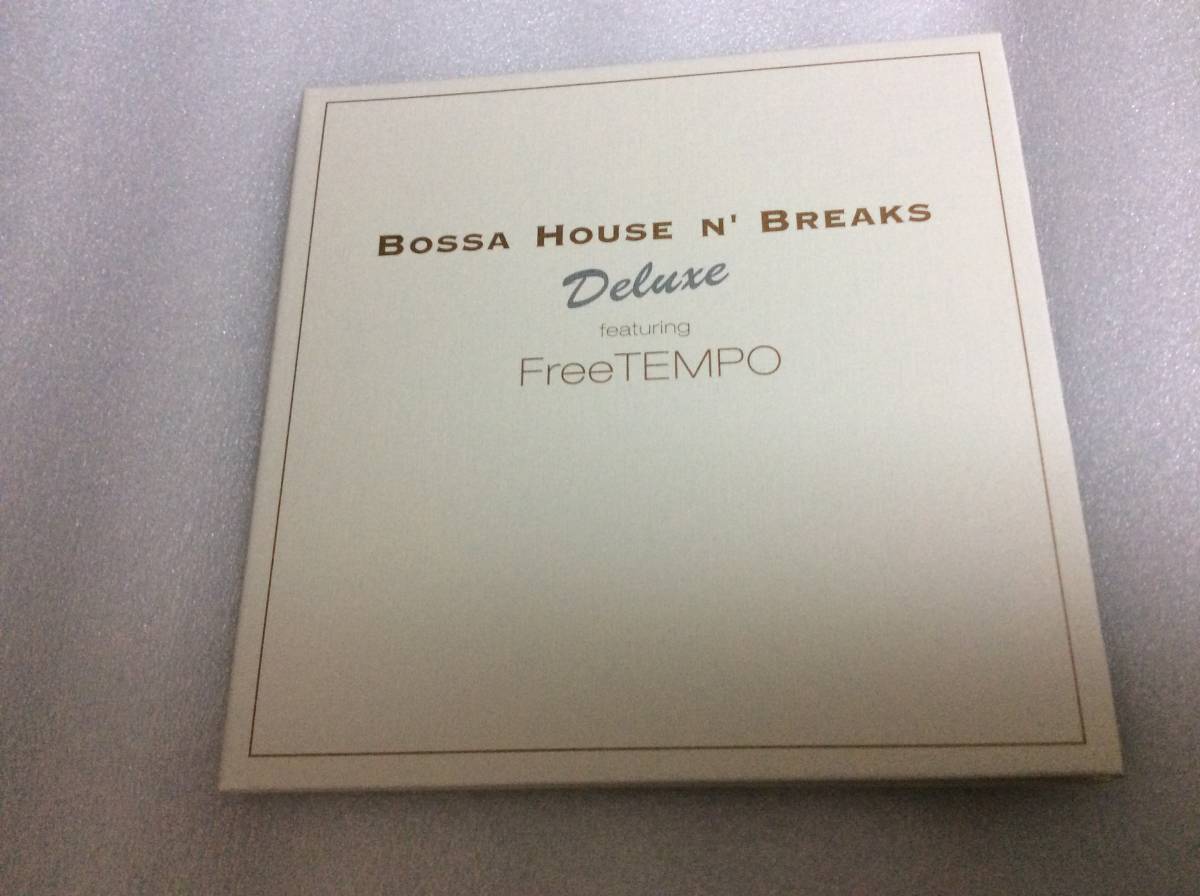 Bossa House n' Breaks
Deluxe
featuring
FreeTEMPO